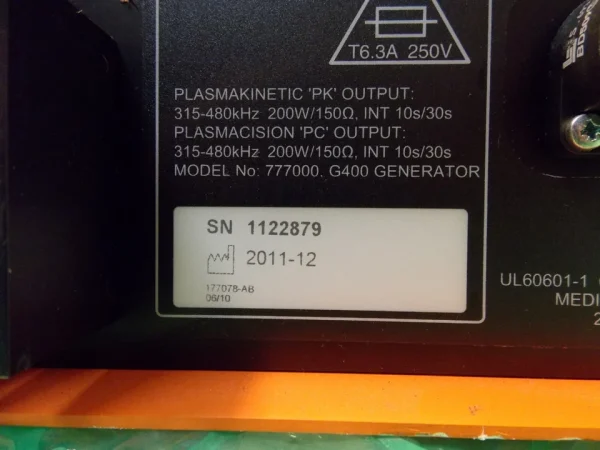 T6.3A 250V
PLASMAKINETIC 'PK' OUTPUT:
315-480kHz 200W/150Ω, INT 10s/30s
PLASMACISION 'PC' OUTPUT:
315-480kHz 200W/150Ω, INT 10s/30s
MODEL No: 777000. G400 GENERATOR
SN 1122879
2011-12
177078-AB
06/10
UL60601-1
MEDI
2